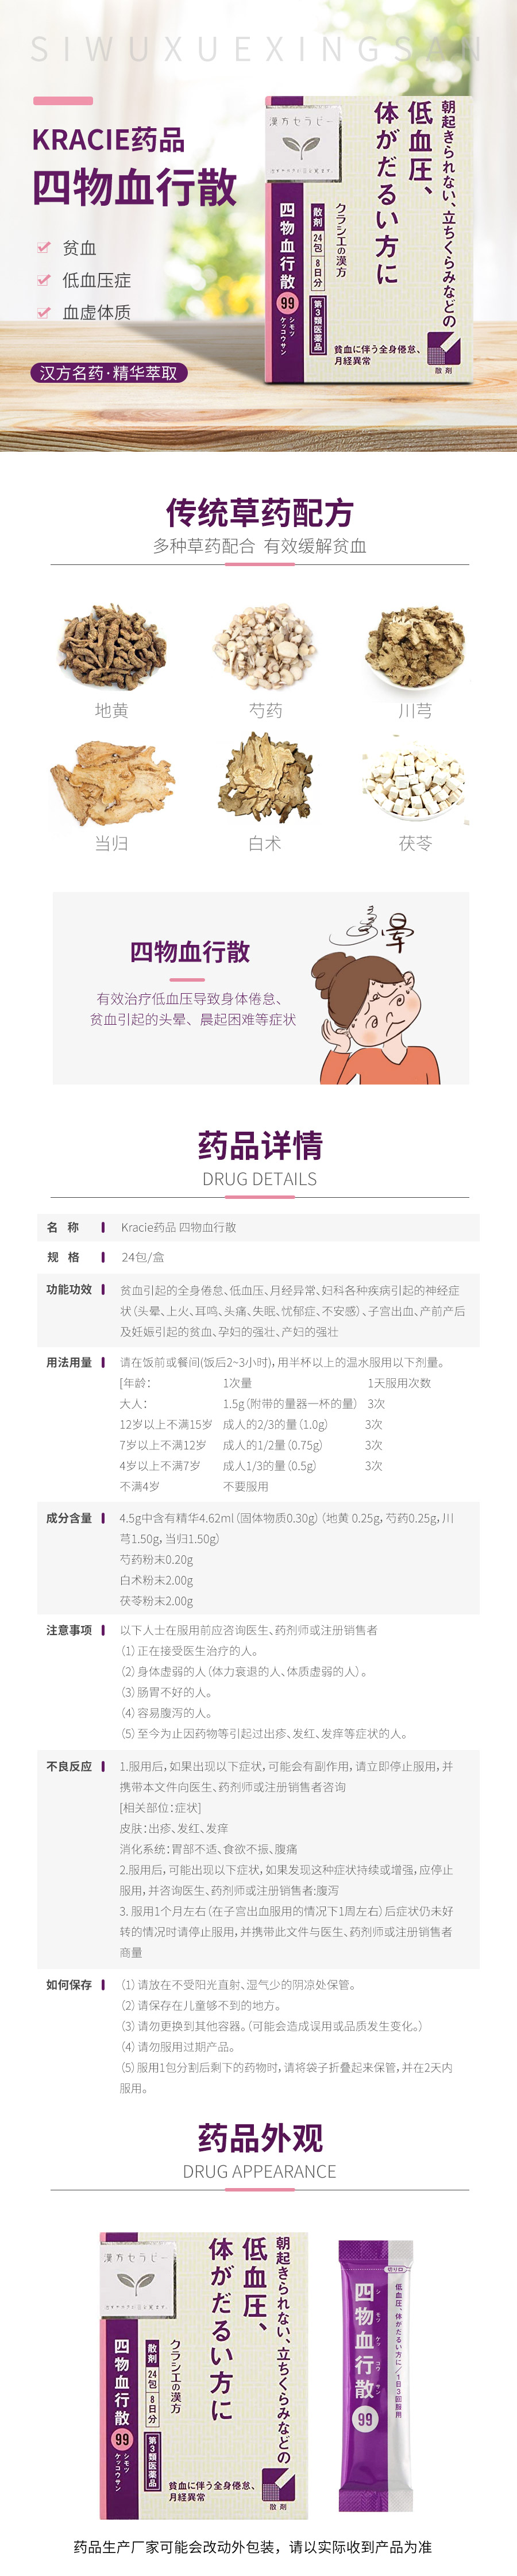 SIWUXUEXINGSAN
KRACIE药品
四物血行散
贫血
低血压症
血虚体质
汉方名药·精华萃取
朝起きられない、立ちくらみなどの
低血圧、
体がだるい方に
漢方セラピー
クラシエの漢方
散剤
24包
8日分
第3類医薬品
四物血行散
99
シモツ
ケッコウサン
貧血に伴う全身倦怠、
月経異常
散剤
传统草药配方
多种草药配合 有效缓解贫血
地黄
芍药
川芎
当归
白术
茯苓
晕
四物血行散
有效治疗低血压导致身体倦怠、
贫血引起的头晕、晨起困难等症状
药品详情
DRUG DETAILS
名 称 Kracie药品 四物血行散
规 格 24包/盒
功能功效 贫血引起的全身倦怠、低血压、月经异常、妇科各种疾病引起的神经症
状（头晕、上火、耳鸣、头痛、失眠、忧郁症、不安感）、子宫出血、产前产后
及妊娠引起的贫血、孕妇的强壮、产妇的强壮
用法用量 请在饭前或餐间(饭后2~3小时)，用半杯以上的温水服用以下剂量。
[年龄： 1次量 1天服用次数
大人： 1.5g（附带的量器一杯的量） 3次
12岁以上不满15岁 成人的2/3的量（1.0g） 3次
7岁以上不满12岁 成人的1/2量（0.75g） 3次
4岁以上不满7岁 成人1/3的量（0.5g） 3次
不满4岁 不要服用
成分含量 4.5g中含有精华4.62ml（固体物质0.30g）（地黄 0.25g，芍药0.25g，川
芎1.50g，当归1.50g）
芍药粉末0.20g
白术粉末2.00g
茯苓粉末2.00g
注意事项 以下人士在服用前应咨询医生、药剂师或注册销售者
（1）正在接受医生治疗的人。
（2）身体虚弱的人（体力衰退的人、体质虚弱的人）。
（3）肠胃不好的人。
（4）容易腹泻的人。
（5）至今为止因药物等引起过出疹、发红、发痒等症状的人。
不良反应 1.服用后，如果出现以下症状，可能会有副作用，请立即停止服用，并
携带本文件向医生、药剂师或注册销售者咨询
[相关部位：症状]
皮肤：出疹、发红、发痒
消化系统：胃部不适、食欲不振、腹痛
2.服用后，可能出现以下症状，如果发现这种症状持续或增强，应停止
服用，并咨询医生、药剂师或注册销售者:腹泻
3. 服用1个月左右（在子宫出血服用的情况下1周左右）后症状仍未好
转的情况时请停止服用，并携带此文件与医生、药剂师或注册销售者
商量
如何保存 （1）请放在不受阳光直射、湿气少的阴凉处保管。
（2）请保存在儿童够不到的地方。
（3）请勿更换到其他容器。（可能会造成误用或品质发生变化。）
（4）请勿服用过期产品。
（5）服用1包分割后剩下的药物时，请将袋子折叠起来保管，并在2天内
服用。
药品外观
DRUG APPEARANCE
朝起きられない、立ちくらみなどの
低血圧、
体がだるい方に
漢方セラピー
クラシエの漢方
散剤
24包
8日分
第3類医薬品
四物血行散
99
シモツ
ケッコウサン
貧血に伴う全身倦怠、
月経異常
散剤
切り口
低血圧、体がだるい方に／1日3回服用
四物血行散
シモツケッコウサン
99
药品生产厂家可能会改动外包装，请以实际收到产品为准